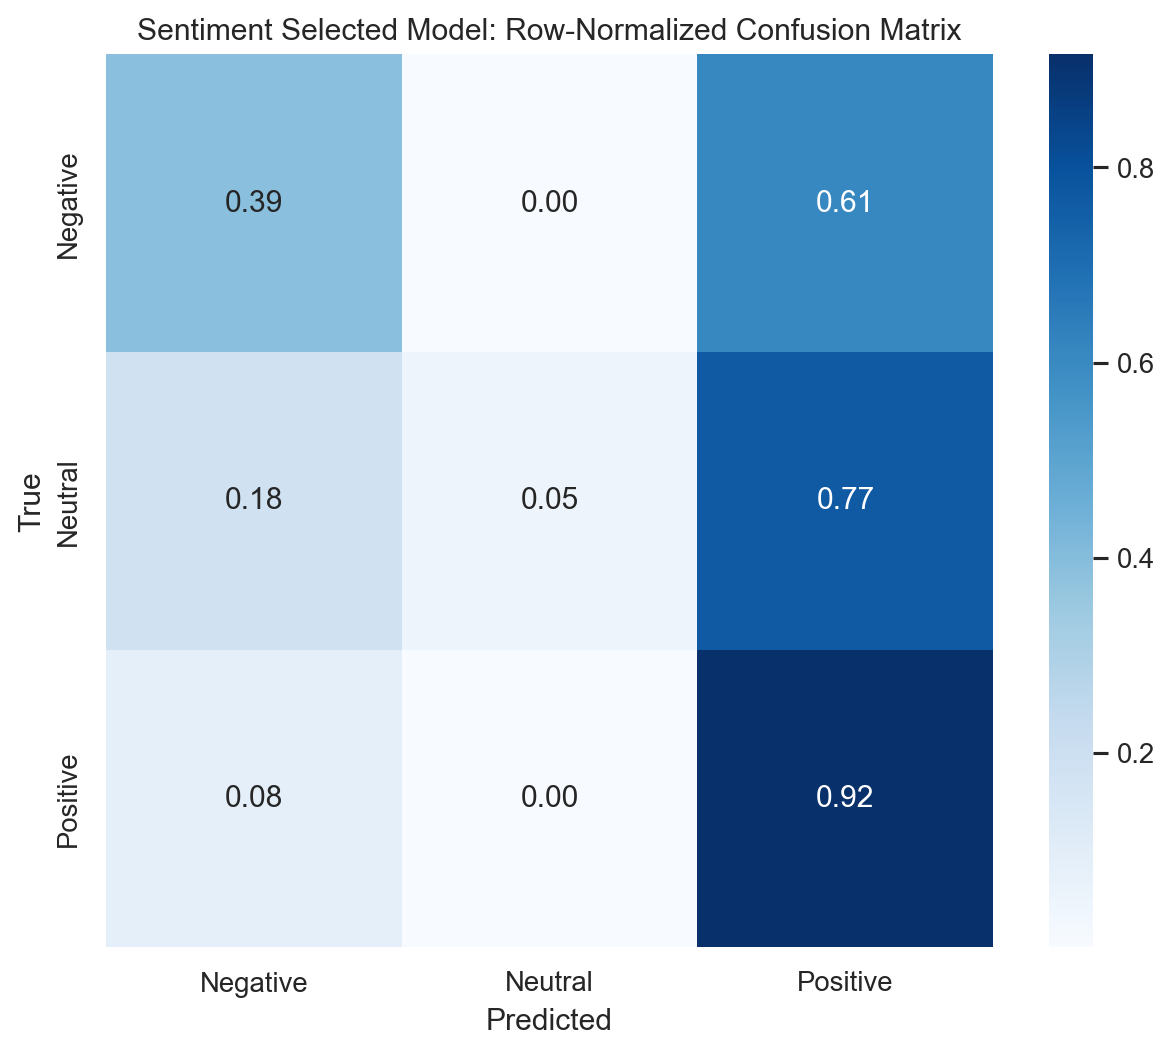 Sentiment Selected Model: Row-Normalized Confusion Matrix
True
Negative
0.39 0.00 0.61
Neutral
0.18 0.05 0.77
Positive
0.08 0.00 0.92
Negative Neutral Positive
Predicted
0.8
0.6
0.4
0.2